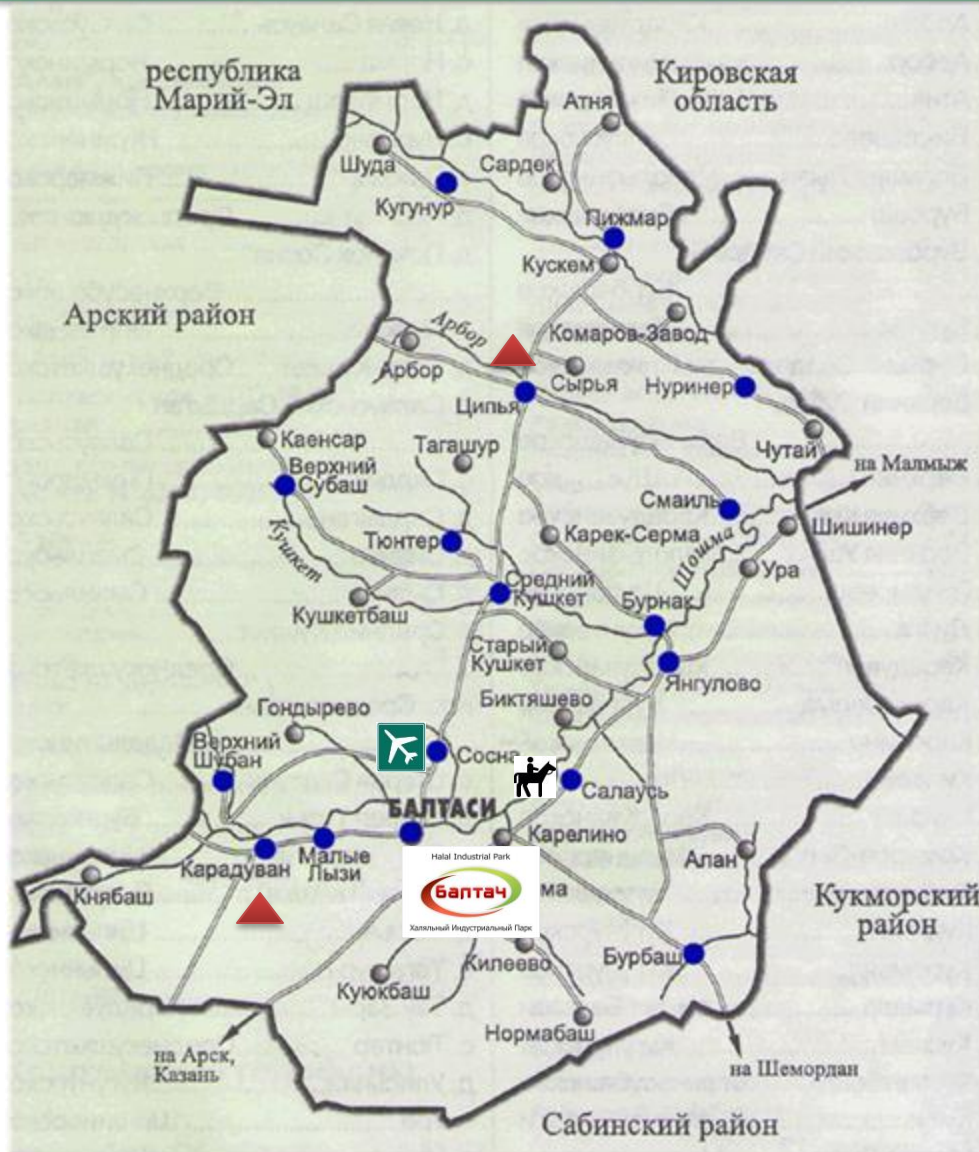 республика
Марий-Эл
Кировская
область
Атня
Шуда
Сардек
Кугунур
Пижмар
Кускем
Арский район
Арбор
Комаров-Завод
Арбор
Сырья
Нуринер
Ципья
Чутай
Каенсар
Тагашур
на Малмыж
Верхний
Субаш
Смаиль
Шишинер
Кушкет
Тюнтер
Карек-Серма
Шошма
Ура
Средний
Кушкет
Кушкетбаш
Бурнак
Старый
Кушкет
Янгулово
Биктяшево
Гондырево
Верхний
Шубан
Сосна
Салаусь
БАЛТАСИ
Карелино
Карадуван
Малые
Лызи
Алан
Княбаш
Halal Industrial Park
Балтач
Халяльный Индустриальный Парк
ма
Кукморский
район
Килеево
Бурбаш
Куюкбаш
Нормабаш
на Арск,
Казань
на Шемордан
Сабинский район